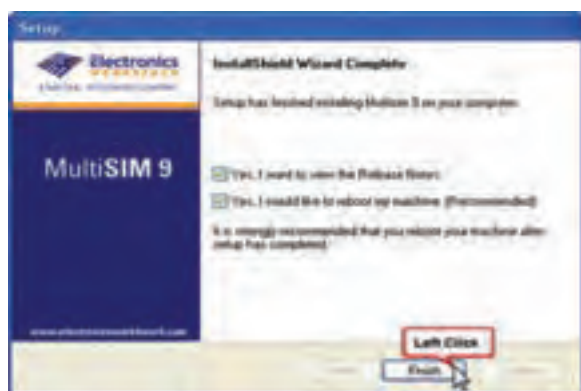 Setup
Electronics
WORKBENCH
InstallShield Wizard Complete
Setup has finished installing Multisim 9 on your computer.
MultiSIM 9
Yes, I want to view the Release Notes
Yes, I would like to reboot my machine (Recommended)
It is strongly recommended that you reboot your machine after
setup has completed.
www.electronicsworkbench.com
Left Click
Finish